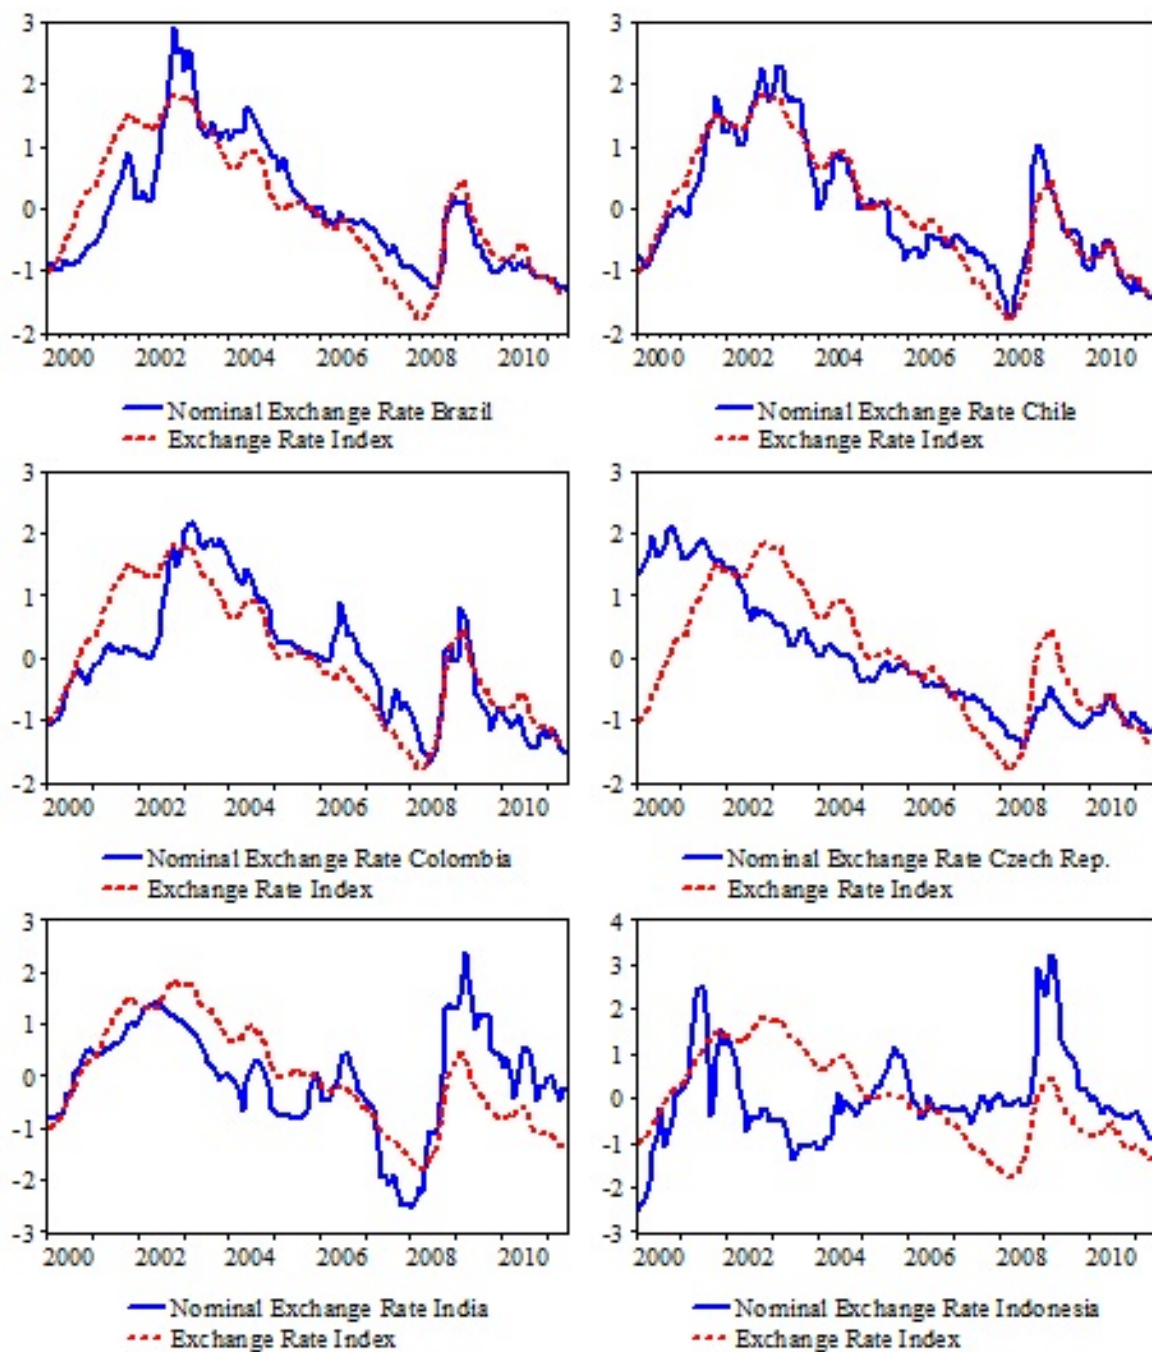 3
2
1
0
-1
-2
2000 2002 2004 2006 2008 2010
Nominal Exchange Rate Brazil
Exchange Rate Index
3
2
1
0
-1
-2
2000 2002 2004 2006 2008 2010
Nominal Exchange Rate Chile
Exchange Rate Index
3
2
1
0
-1
-2
2000 2002 2004 2006 2008 2010
Nominal Exchange Rate Colombia
Exchange Rate Index
3
2
1
0
-1
-2
2000 2002 2004 2006 2008 2010
Nominal Exchange Rate Czech Rep.
Exchange Rate Index
3
2
1
0
-1
-2
-3
2000 2002 2004 2006 2008 2010
Nominal Exchange Rate India
Exchange Rate Index
4
3
2
1
0
-1
-2
-3
2000 2002 2004 2006 2008 2010
Nominal Exchange Rate Indonesia
Exchange Rate Index